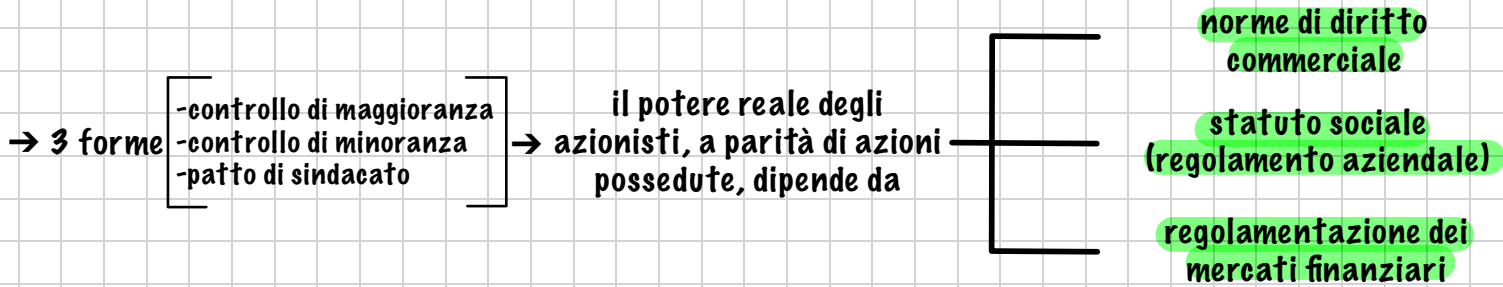 → 3 forme
-controllo di maggioranza
-controllo di minoranza
-patto di sindacato
→ il potere reale degli
azionisti, a parità di azioni
possedute, dipende da
norme di diritto
commerciale
statuto sociale
(regolamento aziendale)
regolamentazione dei
mercati finanziari